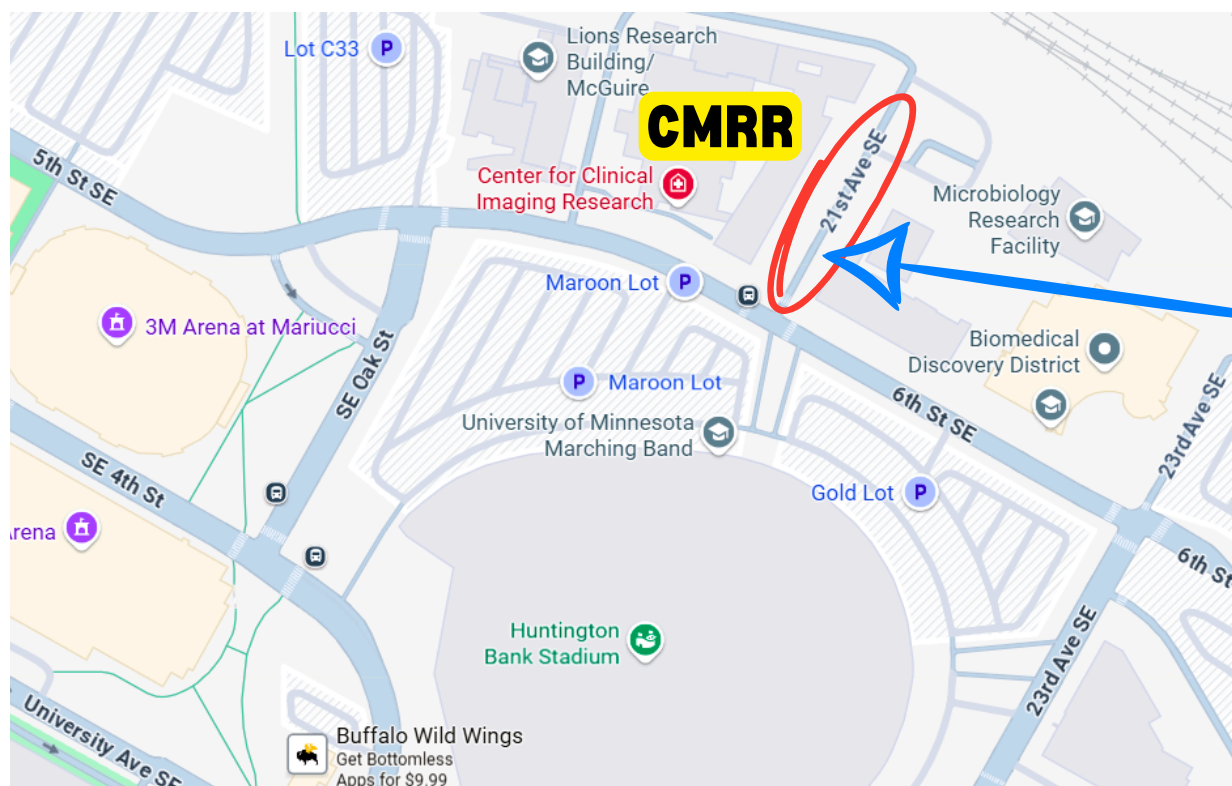 Lot C33
P
Lions Research
Building/
McGuire
CMRR
5th St SE
Center for Clinical
Imaging Research
21st Ave SE
Microbiology
Research
Facility
Maroon Lot
P
3M Arena at Mariucci
SE Oak St
Biomedical
Discovery District
P
Maroon Lot
6th St SE
University of Minnesota
Marching Band
23rd Ave SE
SE 4th St
Gold Lot
P
Arena
6th St
Huntington
Bank Stadium
23rd Ave SE
University Ave SE
Buffalo Wild Wings
Get Bottomless
Apps for $9.99